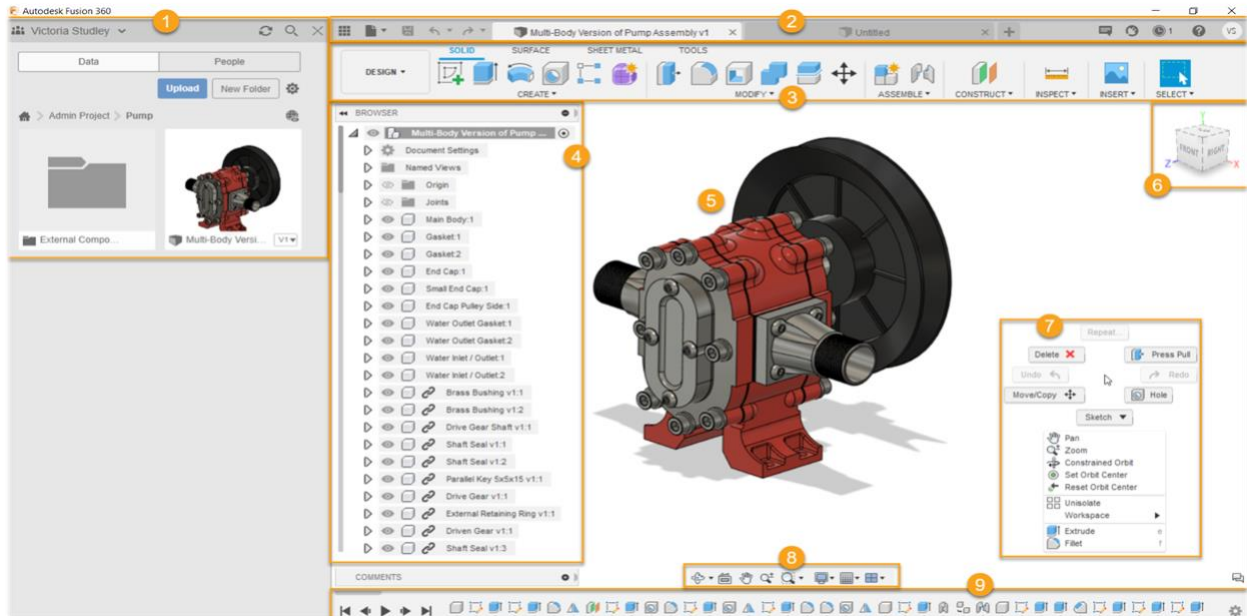 Autodesk Fusion 360
1
2
Victoria Studley
Multi-Body Version of Pump Assembly v1
Untitled
1
VS
Data
People
Upload
New Folder
Admin Project > Pump
External Compo...
Multi-Body Versi...
V1
DESIGN
SOLID
SURFACE
SHEET METAL
TOOLS
CREATE
MODIFY
ASSEMBLE
CONSTRUCT
INSPECT
INSERT
SELECT
3
BROWSER
4
Multi-Body Version of Pump ...
Document Settings
Named Views
Origin
Joints
Main Body:1
Gasket:1
Gasket:2
End Cap:1
Small End Cap:1
End Cap Pulley Side:1
Water Outlet Gasket:1
Water Outlet Gasket:2
Water Inlet / Outlet:1
Water Inlet / Outlet:2
Brass Bushing v1:1
Brass Bushing v1:2
Drive Gear Shaft v1:1
Shaft Seal v1:1
Shaft Seal v1:2
Parallel Key 5x5x15 v1:1
Drive Gear v1:1
External Retaining Ring v1:1
Driven Gear v1:1
Shaft Seal v1:3
COMMENTS
5
Y
FRONT
RIGHT
Z
X
6
7
Repeat...
Delete
Press Pull
Undo
Redo
Move/Copy
Hole
Sketch
Pan
Zoom
Constrained Orbit
Set Orbit Center
Reset Orbit Center
Unisolate
Workspace
Extrude e
Fillet f
8
9